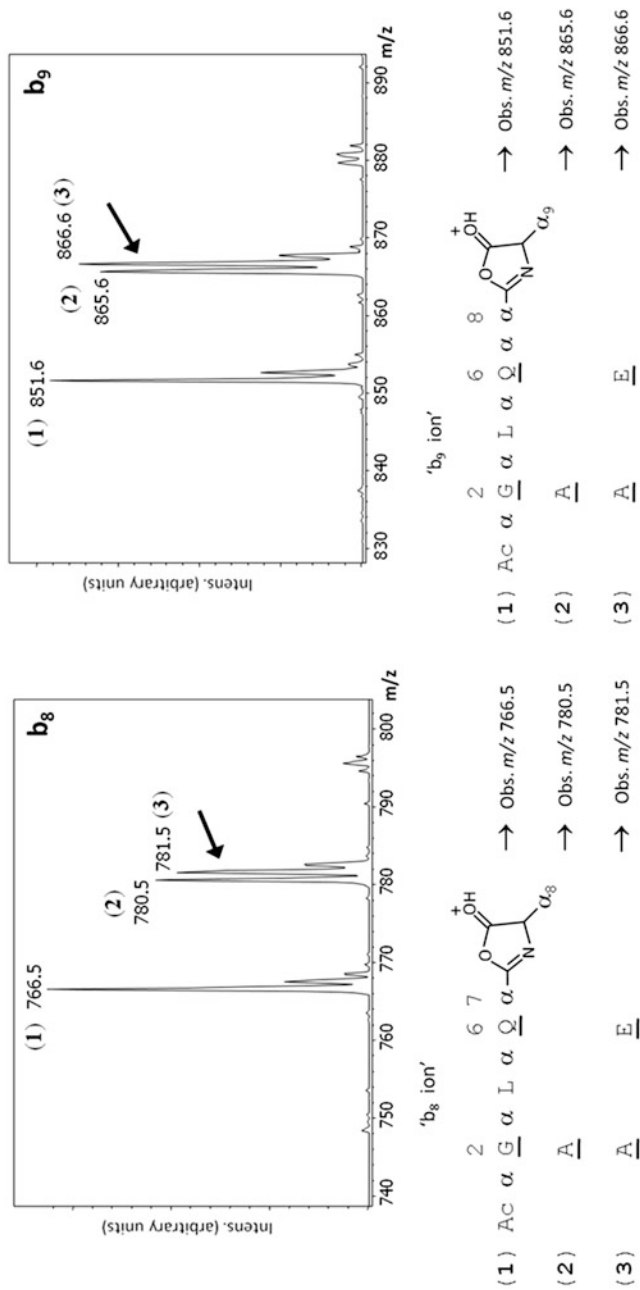 b₈
Intens. (arbitrary units)
(1) 766.5
(2) 780.5
781.5 (3)
740 750 760 770 780 790 800 m/z
'b₈ ion'
2 6 7
(1) Ac α G α L α Q α
O N +OH α₈
→ Obs. m/z 766.5
(2) A → Obs. m/z 780.5
(3) A E → Obs. m/z 781.5
b₉
Intens. (arbitrary units)
(1) 851.6
(2) 865.6
866.6 (3)
830 840 850 860 870 880 890 m/z
'b₉ ion'
2 6 8
(1) Ac α G α L α Q α α
O N +OH α₉
→ Obs. m/z 851.6
(2) A → Obs. m/z 865.6
(3) A E → Obs. m/z 866.6